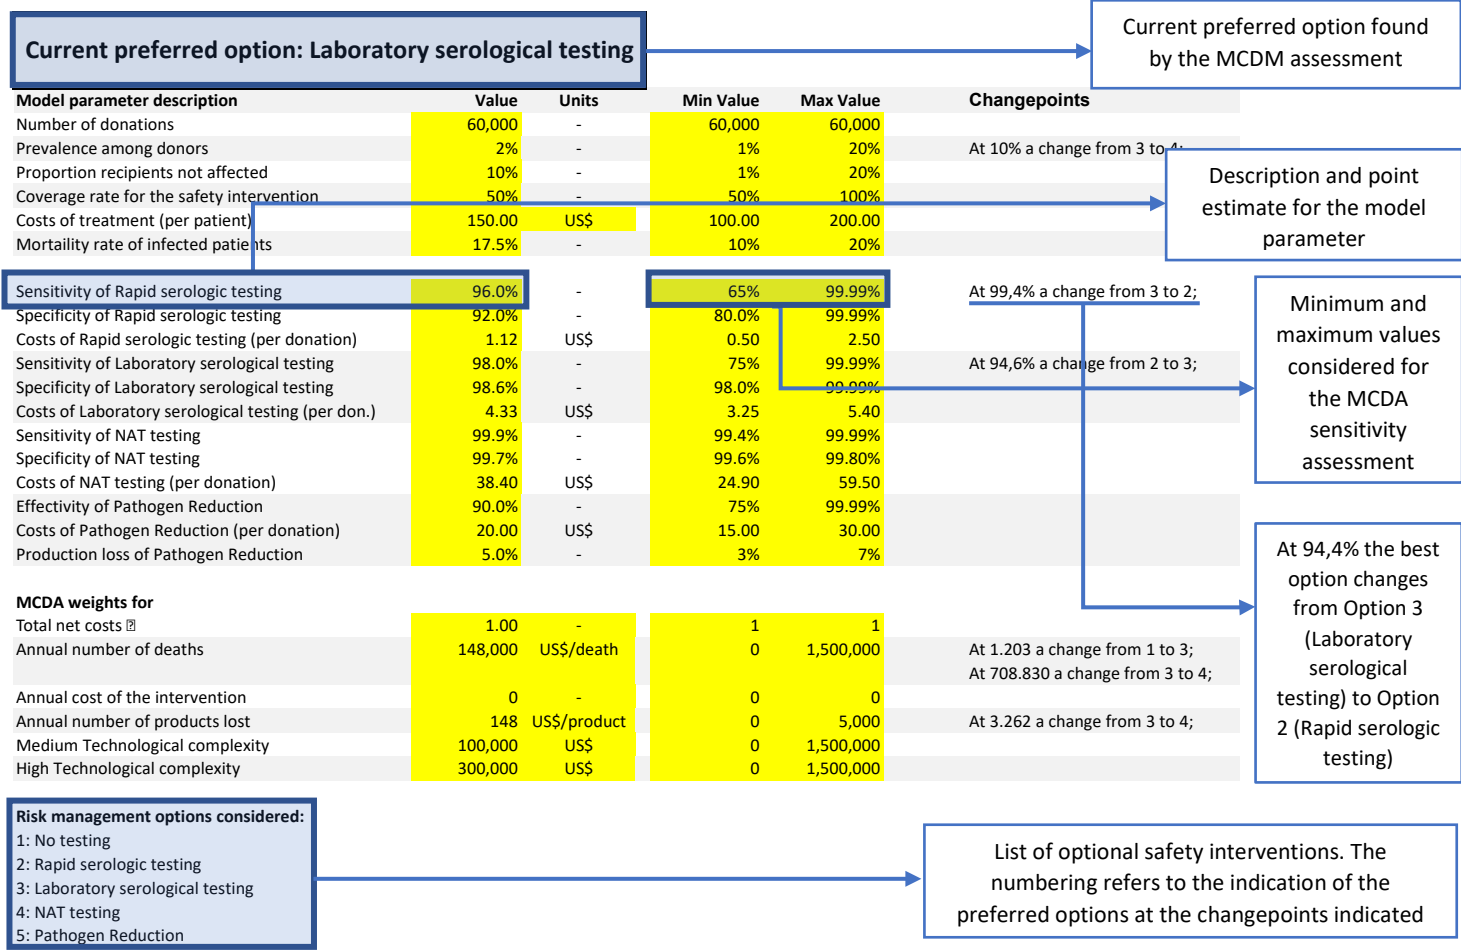 Current preferred option: Laboratory serological testing
Current preferred option found
by the MCDM assessment
Model parameter description Value Units Min Value Max Value Changepoints
Number of donations 60,000 - 60,000 60,000
Prevalence among donors 2% - 1% 20% At 10% a change from 3 to 4;
Proportion recipients not affected 10% - 1% 20%
Coverage rate for the safety intervention 50% - 50% 100%
Costs of treatment (per patient) 150.00 US$ 100.00 200.00
Mortaility rate of infected patients 17.5% - 10% 20%
Description and point
estimate for the model
parameter
Sensitivity of Rapid serologic testing 96.0% - 65% 99.99% At 99,4% a change from 3 to 2;
Specificity of Rapid serologic testing 92.0% - 80.0% 99.99%
Costs of Rapid serologic testing (per donation) 1.12 US$ 0.50 2.50
Sensitivity of Laboratory serological testing 98.0% - 75% 99.99% At 94,6% a change from 2 to 3;
Specificity of Laboratory serological testing 98.6% - 98.0% 99.99%
Costs of Laboratory serological testing (per don.) 4.33 US$ 3.25 5.40
Sensitivity of NAT testing 99.9% - 99.4% 99.99%
Specificity of NAT testing 99.7% - 99.6% 99.80%
Costs of NAT testing (per donation) 38.40 US$ 24.90 59.50
Effectivity of Pathogen Reduction 90.0% - 75% 99.99%
Costs of Pathogen Reduction (per donation) 20.00 US$ 15.00 30.00
Production loss of Pathogen Reduction 5.0% - 3% 7%
Minimum and
maximum values
considered for
the MCDA
sensitivity
assessment
MCDA weights for
Total net costs 1.00 - 1 1
Annual number of deaths 148,000 US$/death 0 1,500,000 At 1.203 a change from 1 to 3;
At 708.830 a change from 3 to 4;
Annual cost of the intervention 0 - 0 0
Annual number of products lost 148 US$/product 0 5,000 At 3.262 a change from 3 to 4;
Medium Technological complexity 100,000 US$ 0 1,500,000
High Technological complexity 300,000 US$ 0 1,500,000
At 94,4% the best
option changes
from Option 3
(Laboratory
serological
testing) to Option
2 (Rapid serologic
testing)
Risk management options considered:
1: No testing
2: Rapid serologic testing
3: Laboratory serological testing
4: NAT testing
5: Pathogen Reduction
List of optional safety interventions. The
numbering refers to the indication of the
preferred options at the changepoints indicated